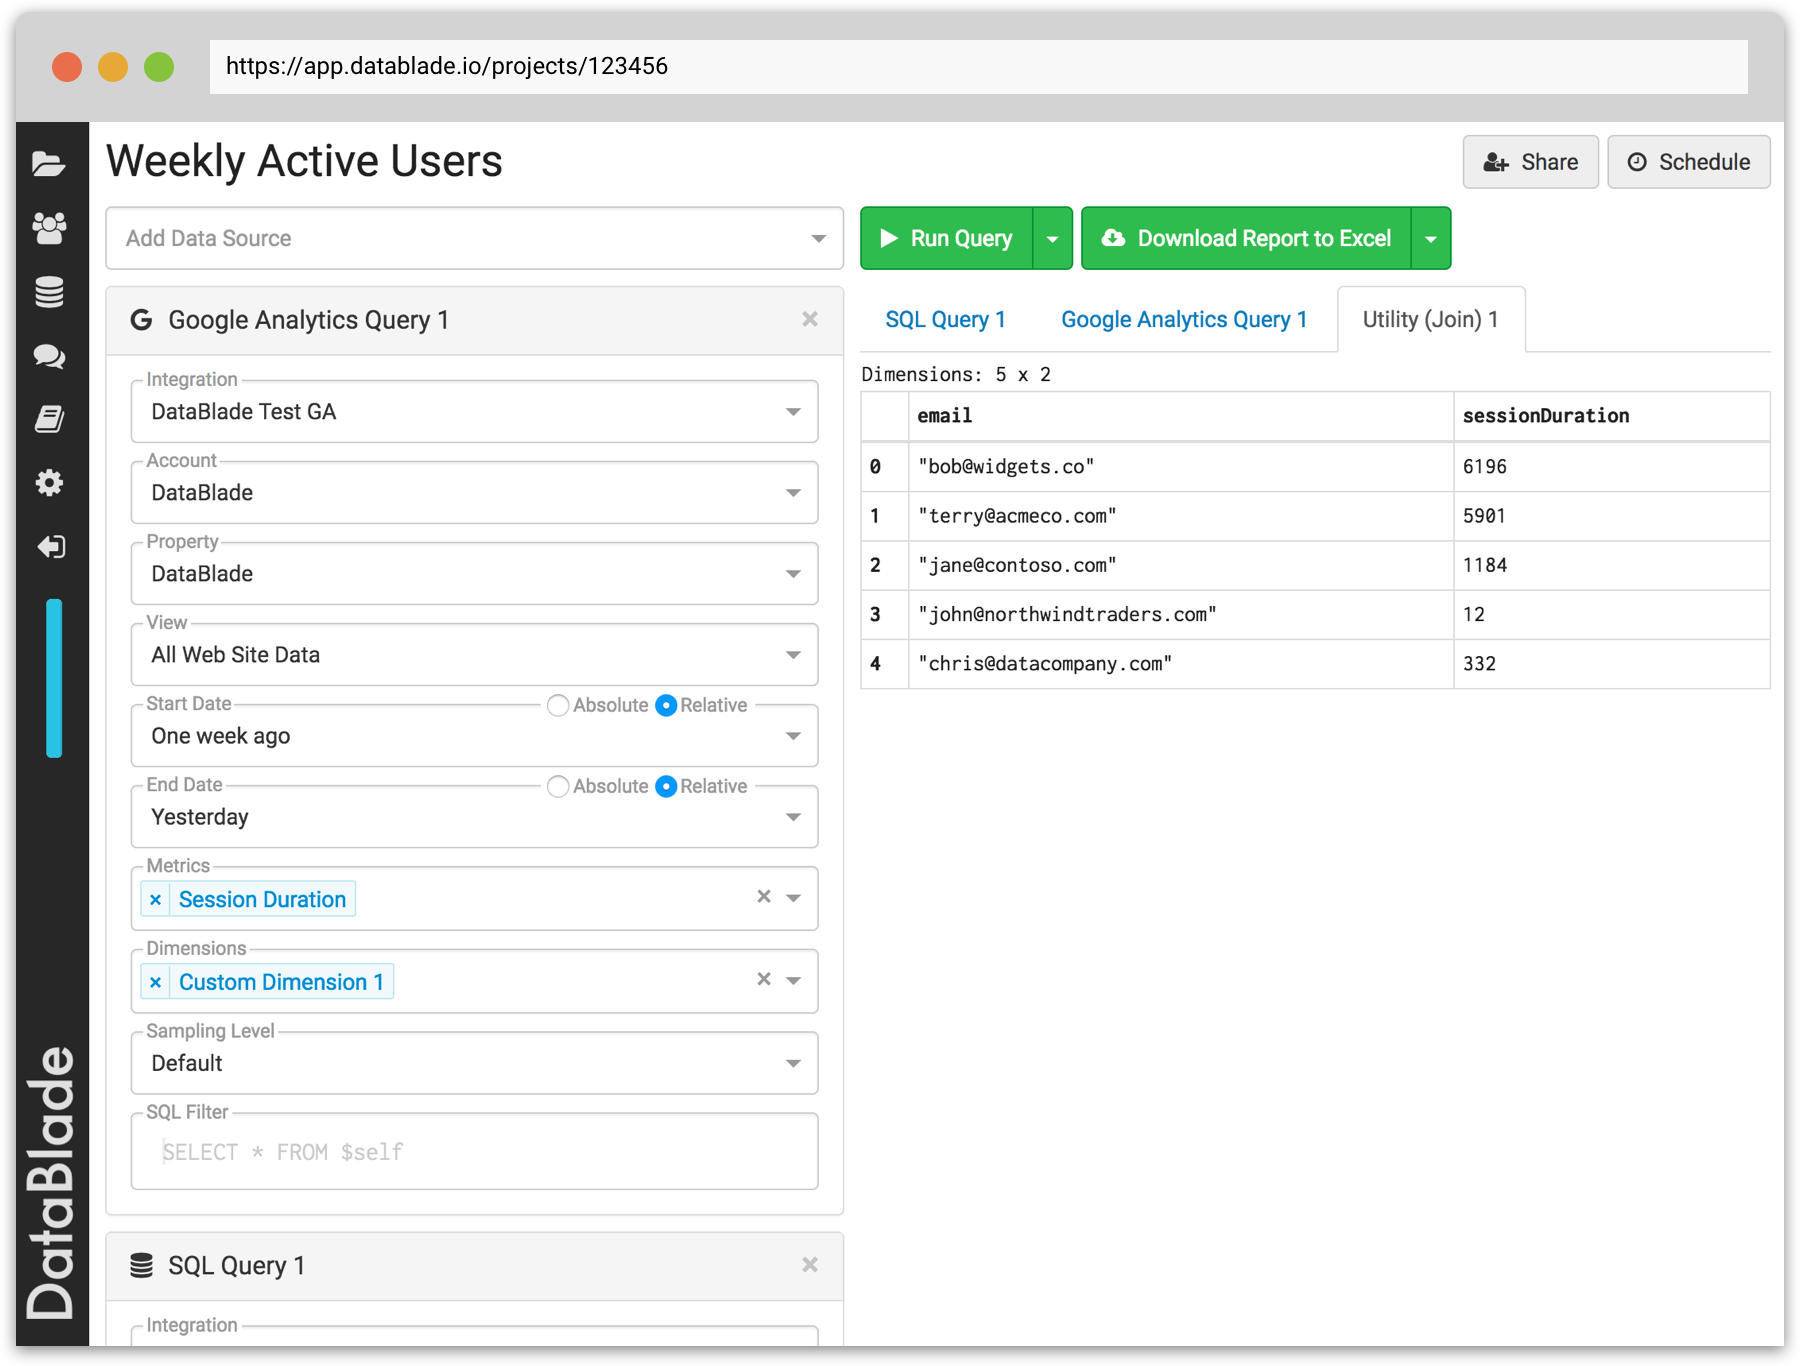 https://app.datablade.io/projects/123456
Weekly Active Users
Share
Schedule
Add Data Source
Run Query
Download Report to Excel
Google Analytics Query 1
Integration
DataBlade Test GA
Account
DataBlade
Property
DataBlade
View
All Web Site Data
Start Date
Absolute Relative
One week ago
End Date
Absolute Relative
Yesterday
Metrics
× Session Duration ×
Dimensions
× Custom Dimension 1 ×
Sampling Level
Default
SQL Filter
SELECT * FROM $self
SQL Query 1
Integration
SQL Query 1 Google Analytics Query 1 Utility (Join) 1
Dimensions: 5 x 2
email sessionDuration
0 "bob@widgets.co" 6196
1 "terry@acmeco.com" 5901
2 "jane@contoso.com" 1184
3 "john@northwindtraders.com" 12
4 "chris@datacompany.com" 332
DataBlade